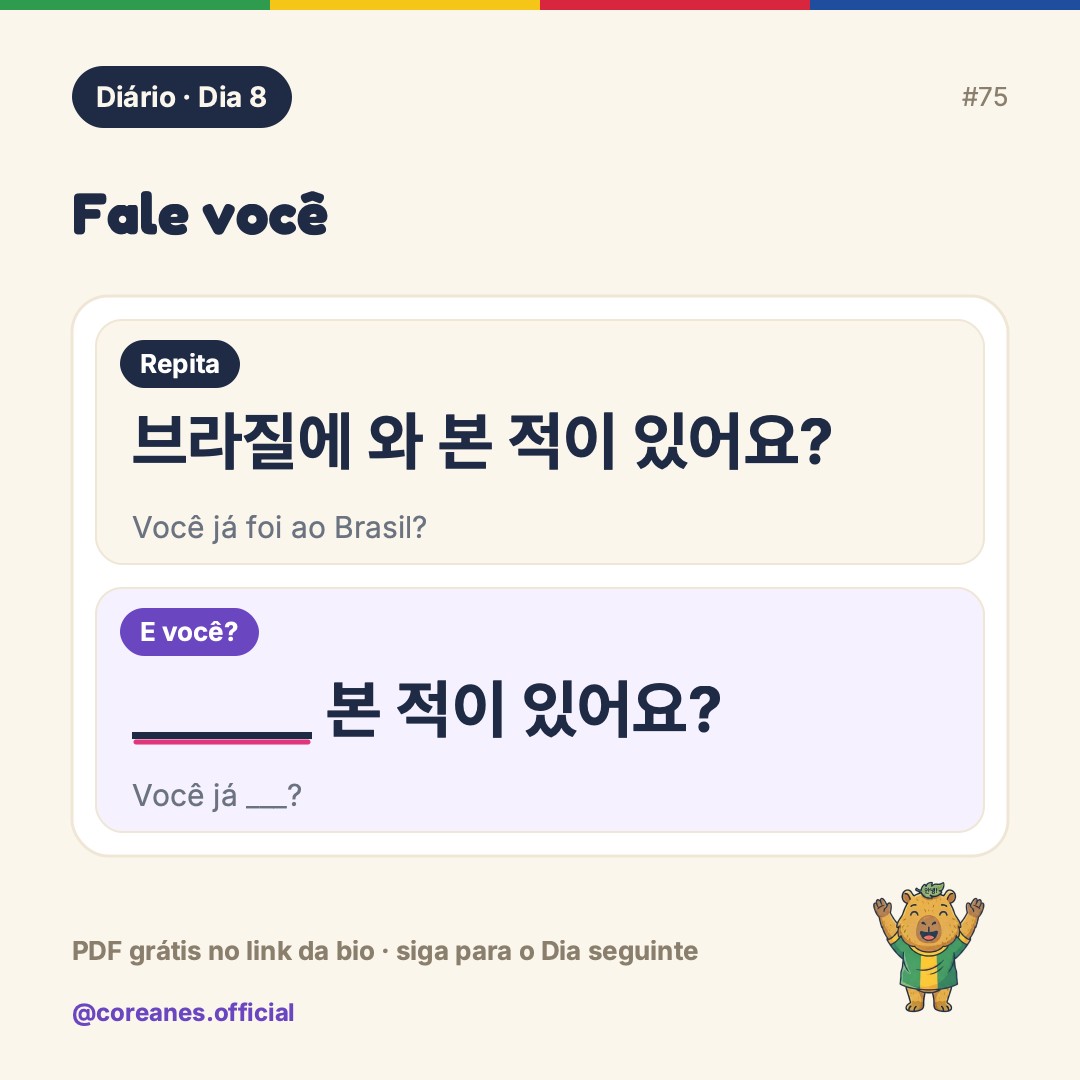 Diário · Dia 8
#75
Fale você
Repita
브라질에 와 본 적이 있어요?
Você já foi ao Brasil?
E você?
______ 본 적이 있어요?
Você já ___?
PDF grátis no link da bio · siga para o Dia seguinte
@coreanes.official